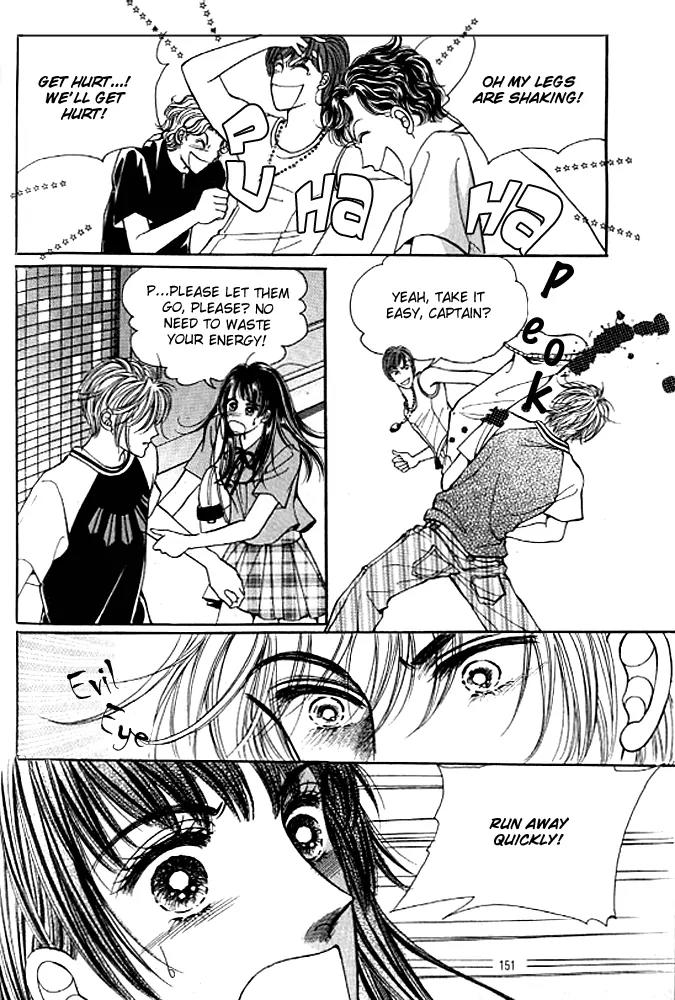 GET HURT...!
WE'LL GET
HURT!
OH MY LEGS
ARE SHAKING!
PU
HA
HA
P...PLEASE LET THEM
GO, PLEASE? NO
NEED TO WASTE
YOUR ENERGY!
YEAH, TAKE IT
EASY, CAPTAIN?
Peok
Evil
Eye
RUN AWAY
QUICKLY!
151